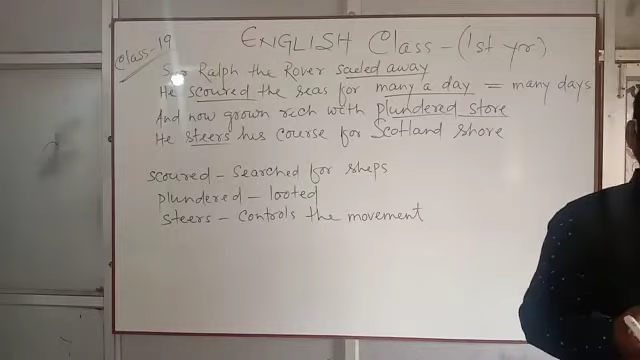 Class-19
ENGLISH Class-(1st yr)
Sir Ralph the Rover sailed away
He scoured the seas for many a day = many days
And now grown rich with plundered store
He steers his course for Scotland shore
scoured - Searched for ships
plundered - looted
steers - controls the movement